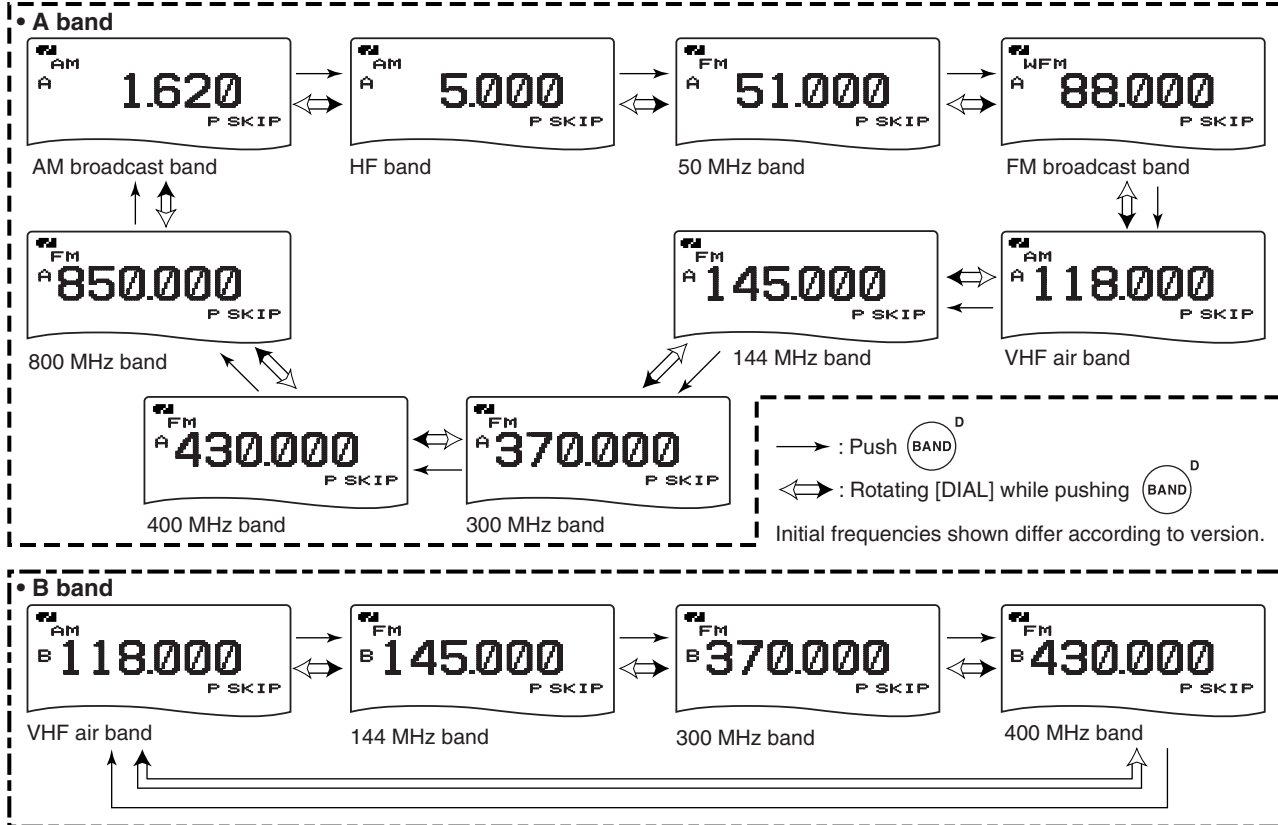 • A band
AM
A 1.620
P SKIP
AM broadcast band
AM
A 5.000
P SKIP
HF band
FM
A 51.000
P SKIP
50 MHz band
WFM
A 88.000
P SKIP
FM broadcast band
FM
A 850.000
P SKIP
800 MHz band
FM
A 145.000
P SKIP
144 MHz band
AM
A 118.000
P SKIP
VHF air band
FM
A 430.000
P SKIP
400 MHz band
FM
A 370.000
P SKIP
300 MHz band
: Push BAND D
: Rotating [DIAL] while pushing BAND D
Initial frequencies shown differ according to version.
• B band
AM
B 118.000
P SKIP
VHF air band
FM
B 145.000
P SKIP
144 MHz band
FM
B 370.000
P SKIP
300 MHz band
FM
B 430.000
P SKIP
400 MHz band